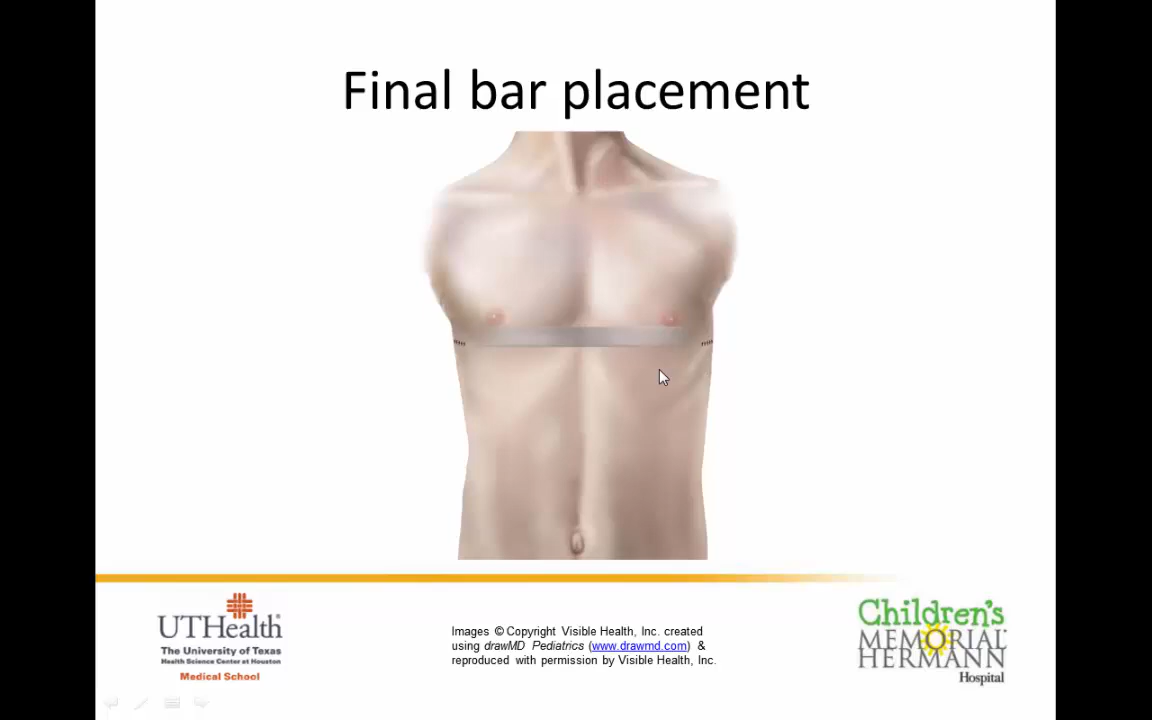 Final bar placement
UTHealth®
The University of Texas
Health Science Center at Houston
Medical School
Images © Copyright Visible Health, Inc. created
using drawMD Pediatrics (www.drawmd.com) &
reproduced with permission by Visible Health, Inc.
Children's
MEMORIAL
HERMANN
Hospital